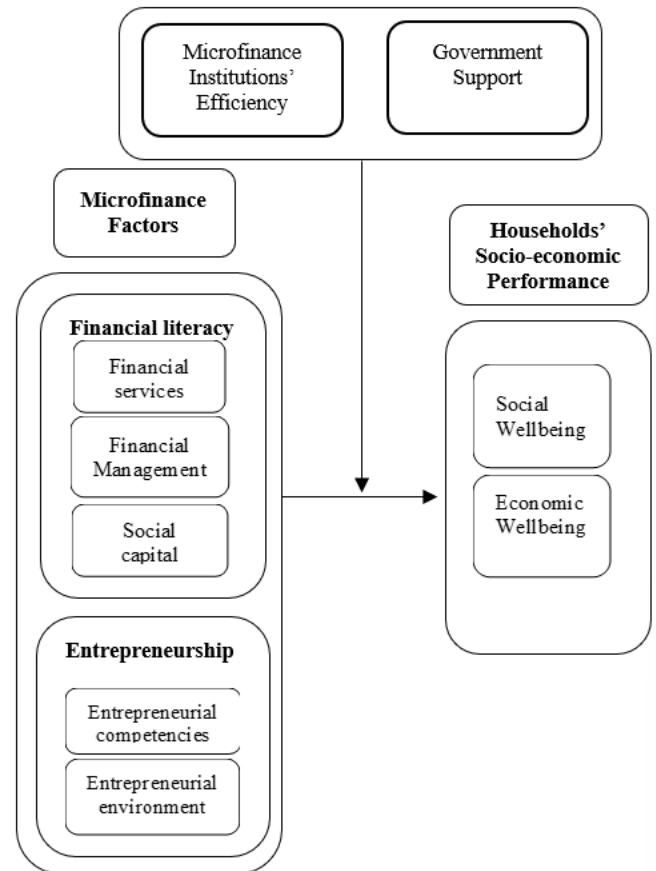 Microfinance
Institutions’
Efficiency
Government
Support
Microfinance
Factors
Households’
Socio-economic
Performance
Financial literacy
Financial
services
Financial
Management
Social
capital
Social
Wellbeing
Economic
Wellbeing
Entrepreneurship
Entrepreneurial
competencies
Entrepreneurial
environment